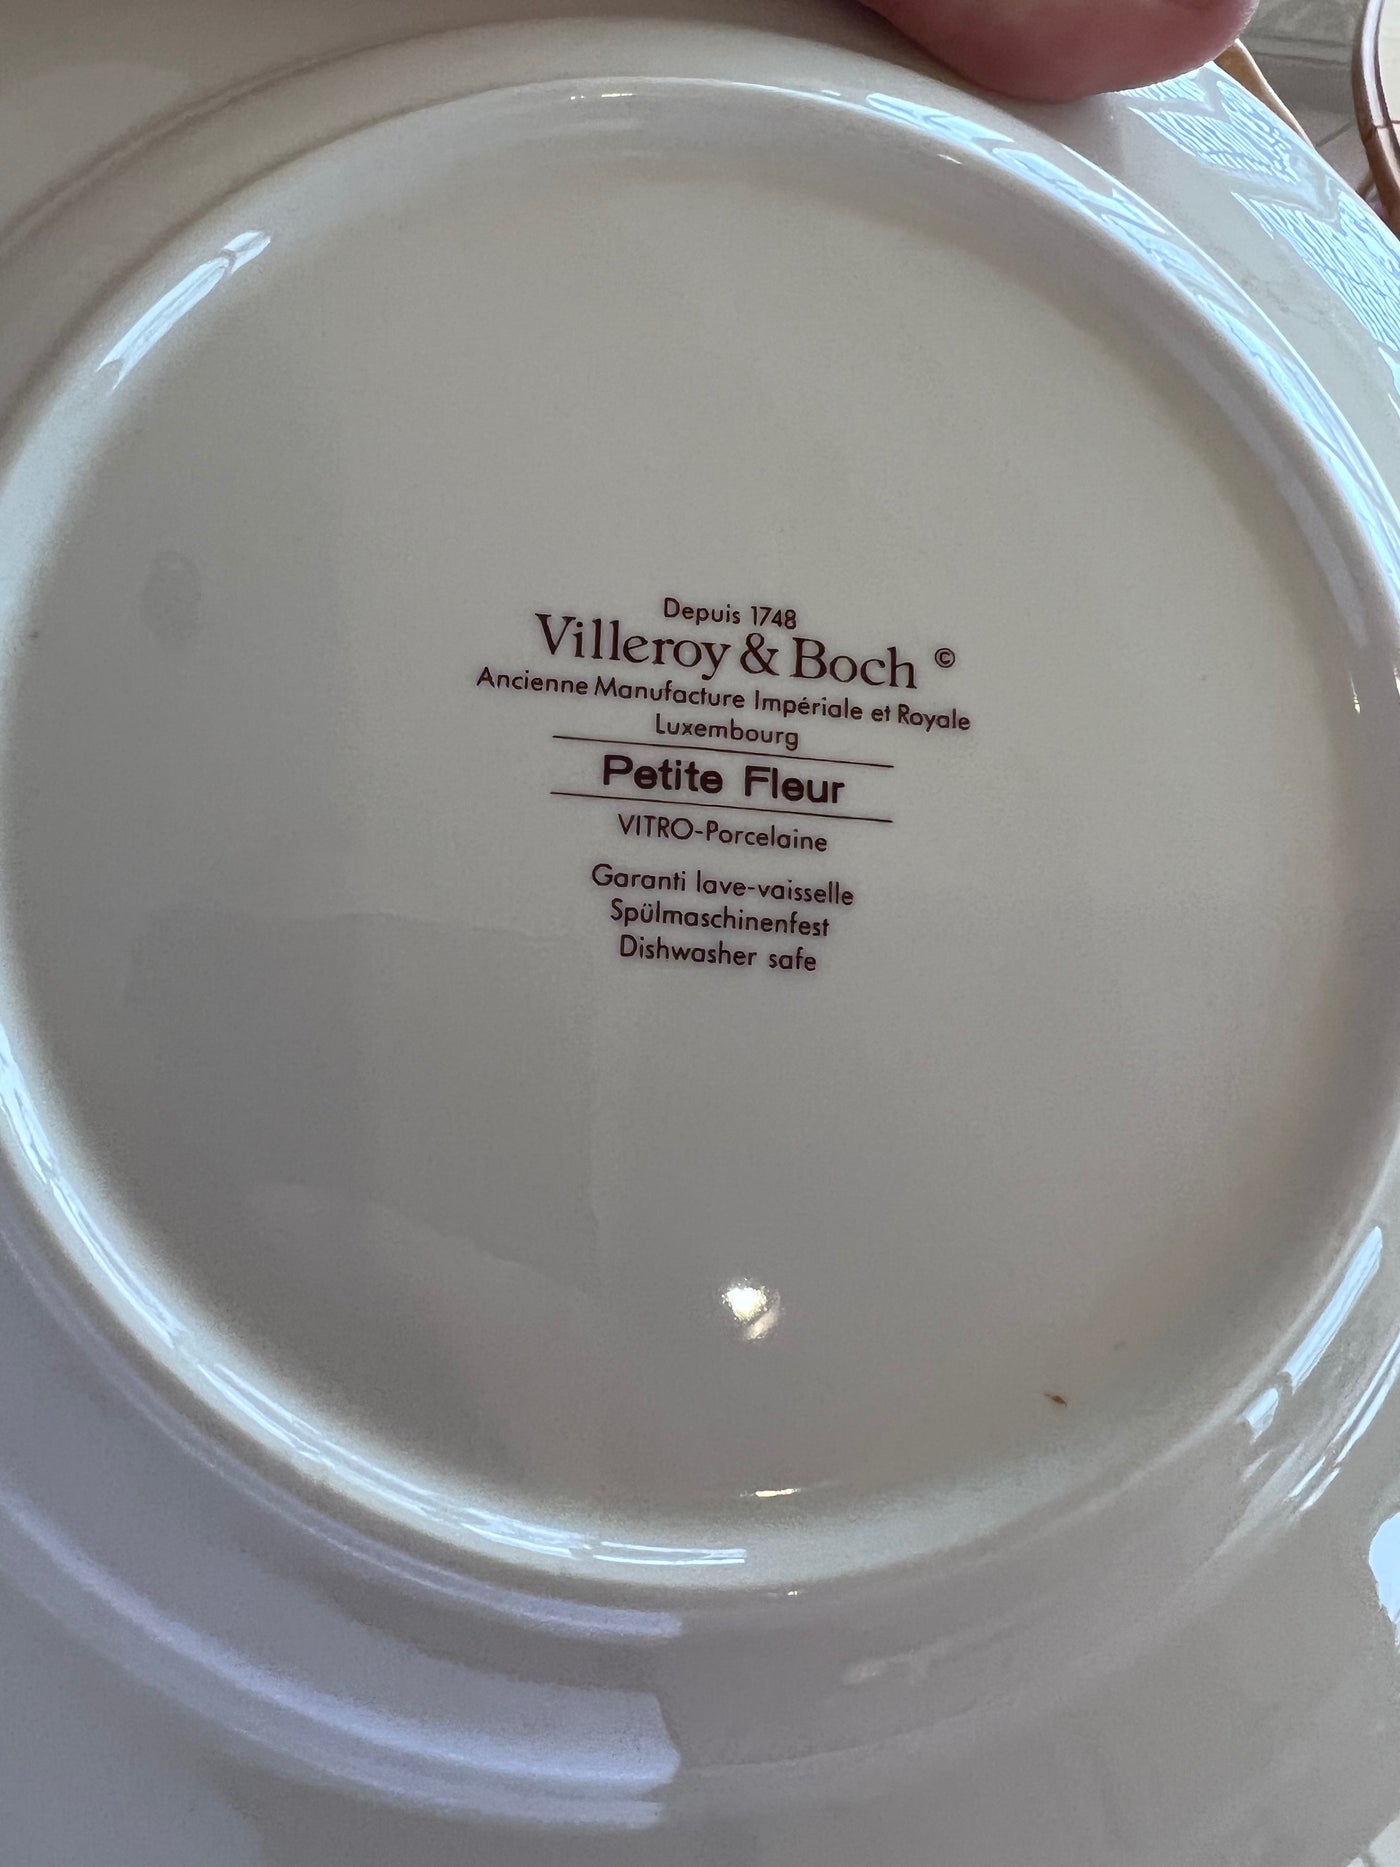 Depuis 1748
Villeroy & Boch ©
Ancienne Manufacture Impériale et Royale
Luxembourg
Petite Fleur
VITRO-Porcelaine
Garanti lave-vaisselle
Spülmaschinenfest
Dishwasher safe